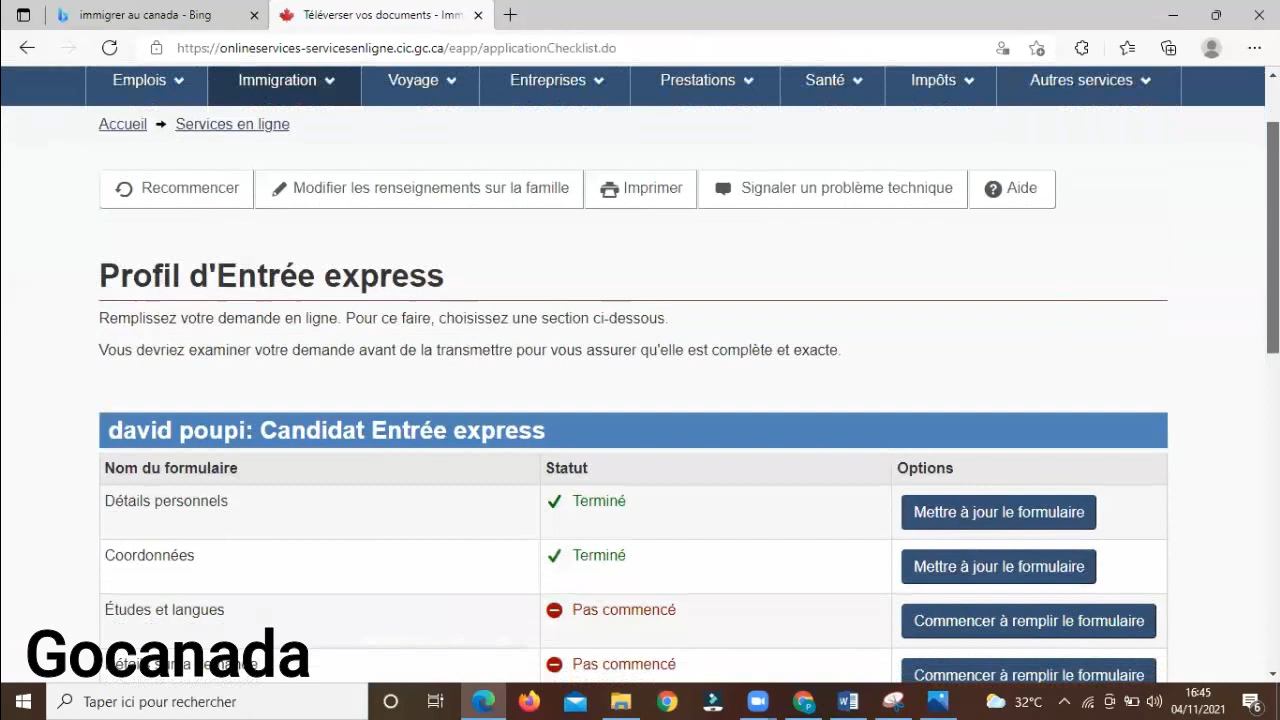 immigrer au canada - Bing
Téléverser vos documents - Imm
https://onlineservices-servicesenligne.cic.gc.ca/eapp/applicationChecklist.do
Emplois Immigration Voyage Entreprises Prestations Santé Impôts Autres services
Accueil Services en ligne
Recommencer Modifier les renseignements sur la famille Imprimer Signaler un problème technique Aide
Profil d'Entrée express
Remplissez votre demande en ligne. Pour ce faire, choisissez une section ci-dessous.
Vous devriez examiner votre demande avant de la transmettre pour vous assurer qu'elle est complète et exacte.
david poupi: Candidat Entrée express
Nom du formulaire Statut Options
Détails personnels Terminé Mettre à jour le formulaire
Coordonnées Terminé Mettre à jour le formulaire
Études et langues Pas commencé Commencer à remplir le formulaire
Pas commencé Commencer à remplir le formulaire
Gocanada
Taper ici pour rechercher
32°C
16:45
04/11/2021
6